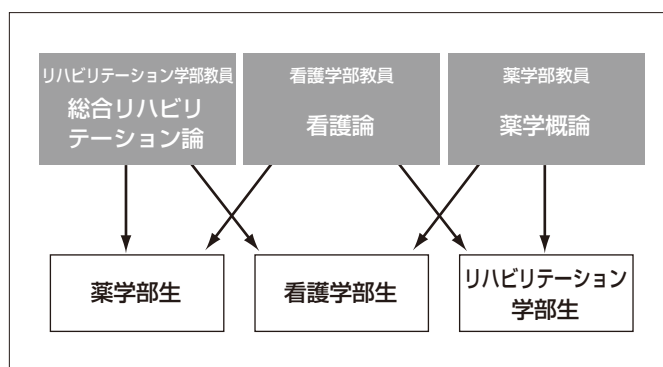 リハビリテーション学部教員
総合リハビリ
テーション論
看護学部教員
看護論
薬学部教員
薬学概論
薬学部生
看護学部生
リハビリテーション
学部生